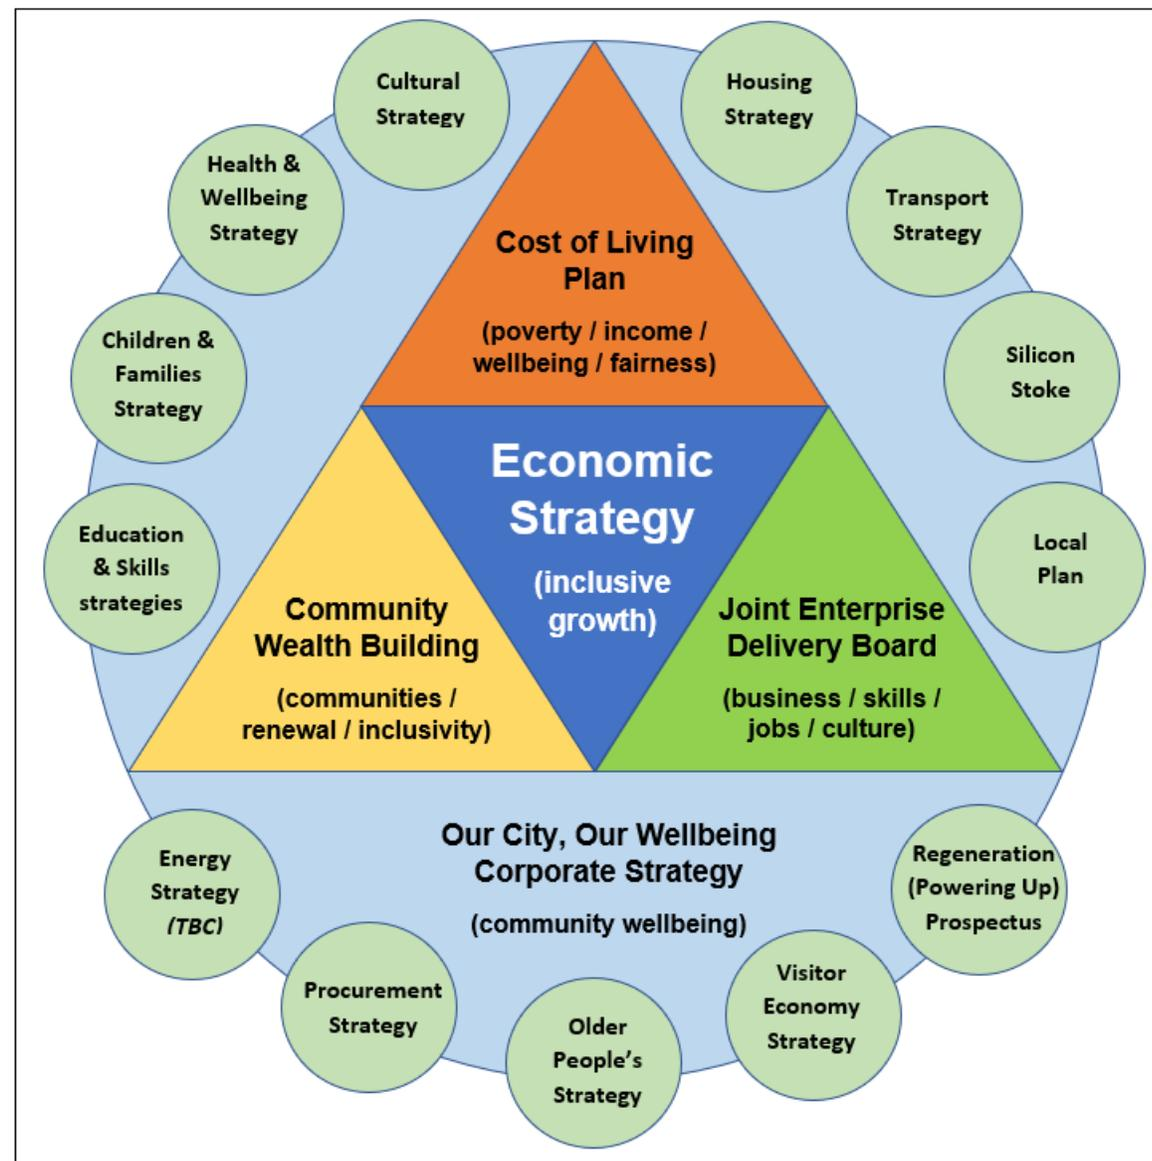 Cultural
Strategy
Housing
Strategy
Health &
Wellbeing
Strategy
Transport
Strategy
Cost of Living
Plan
(poverty / income /
wellbeing / fairness)
Children &
Families
Strategy
Silicon
Stoke
Economic
Strategy
(inclusive
growth)
Education
& Skills
strategies
Local
Plan
Community
Wealth Building
(communities /
renewal / inclusivity)
Joint Enterprise
Delivery Board
(business / skills /
jobs / culture)
Our City, Our Wellbeing
Corporate Strategy
(community wellbeing)
Energy
Strategy
(TBC)
Regeneration
(Powering Up)
Prospectus
Procurement
Strategy
Visitor
Economy
Strategy
Older
People’s
Strategy